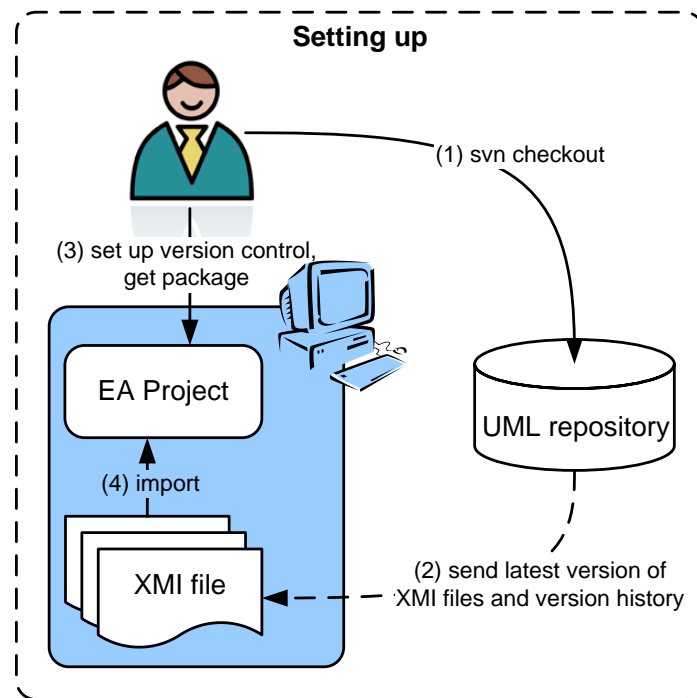 Setting up
(1) svn checkout
(3) set up version control,
get package
EA Project
UML repository
(4) import
XMI file
(2) send latest version of
XMI files and version history